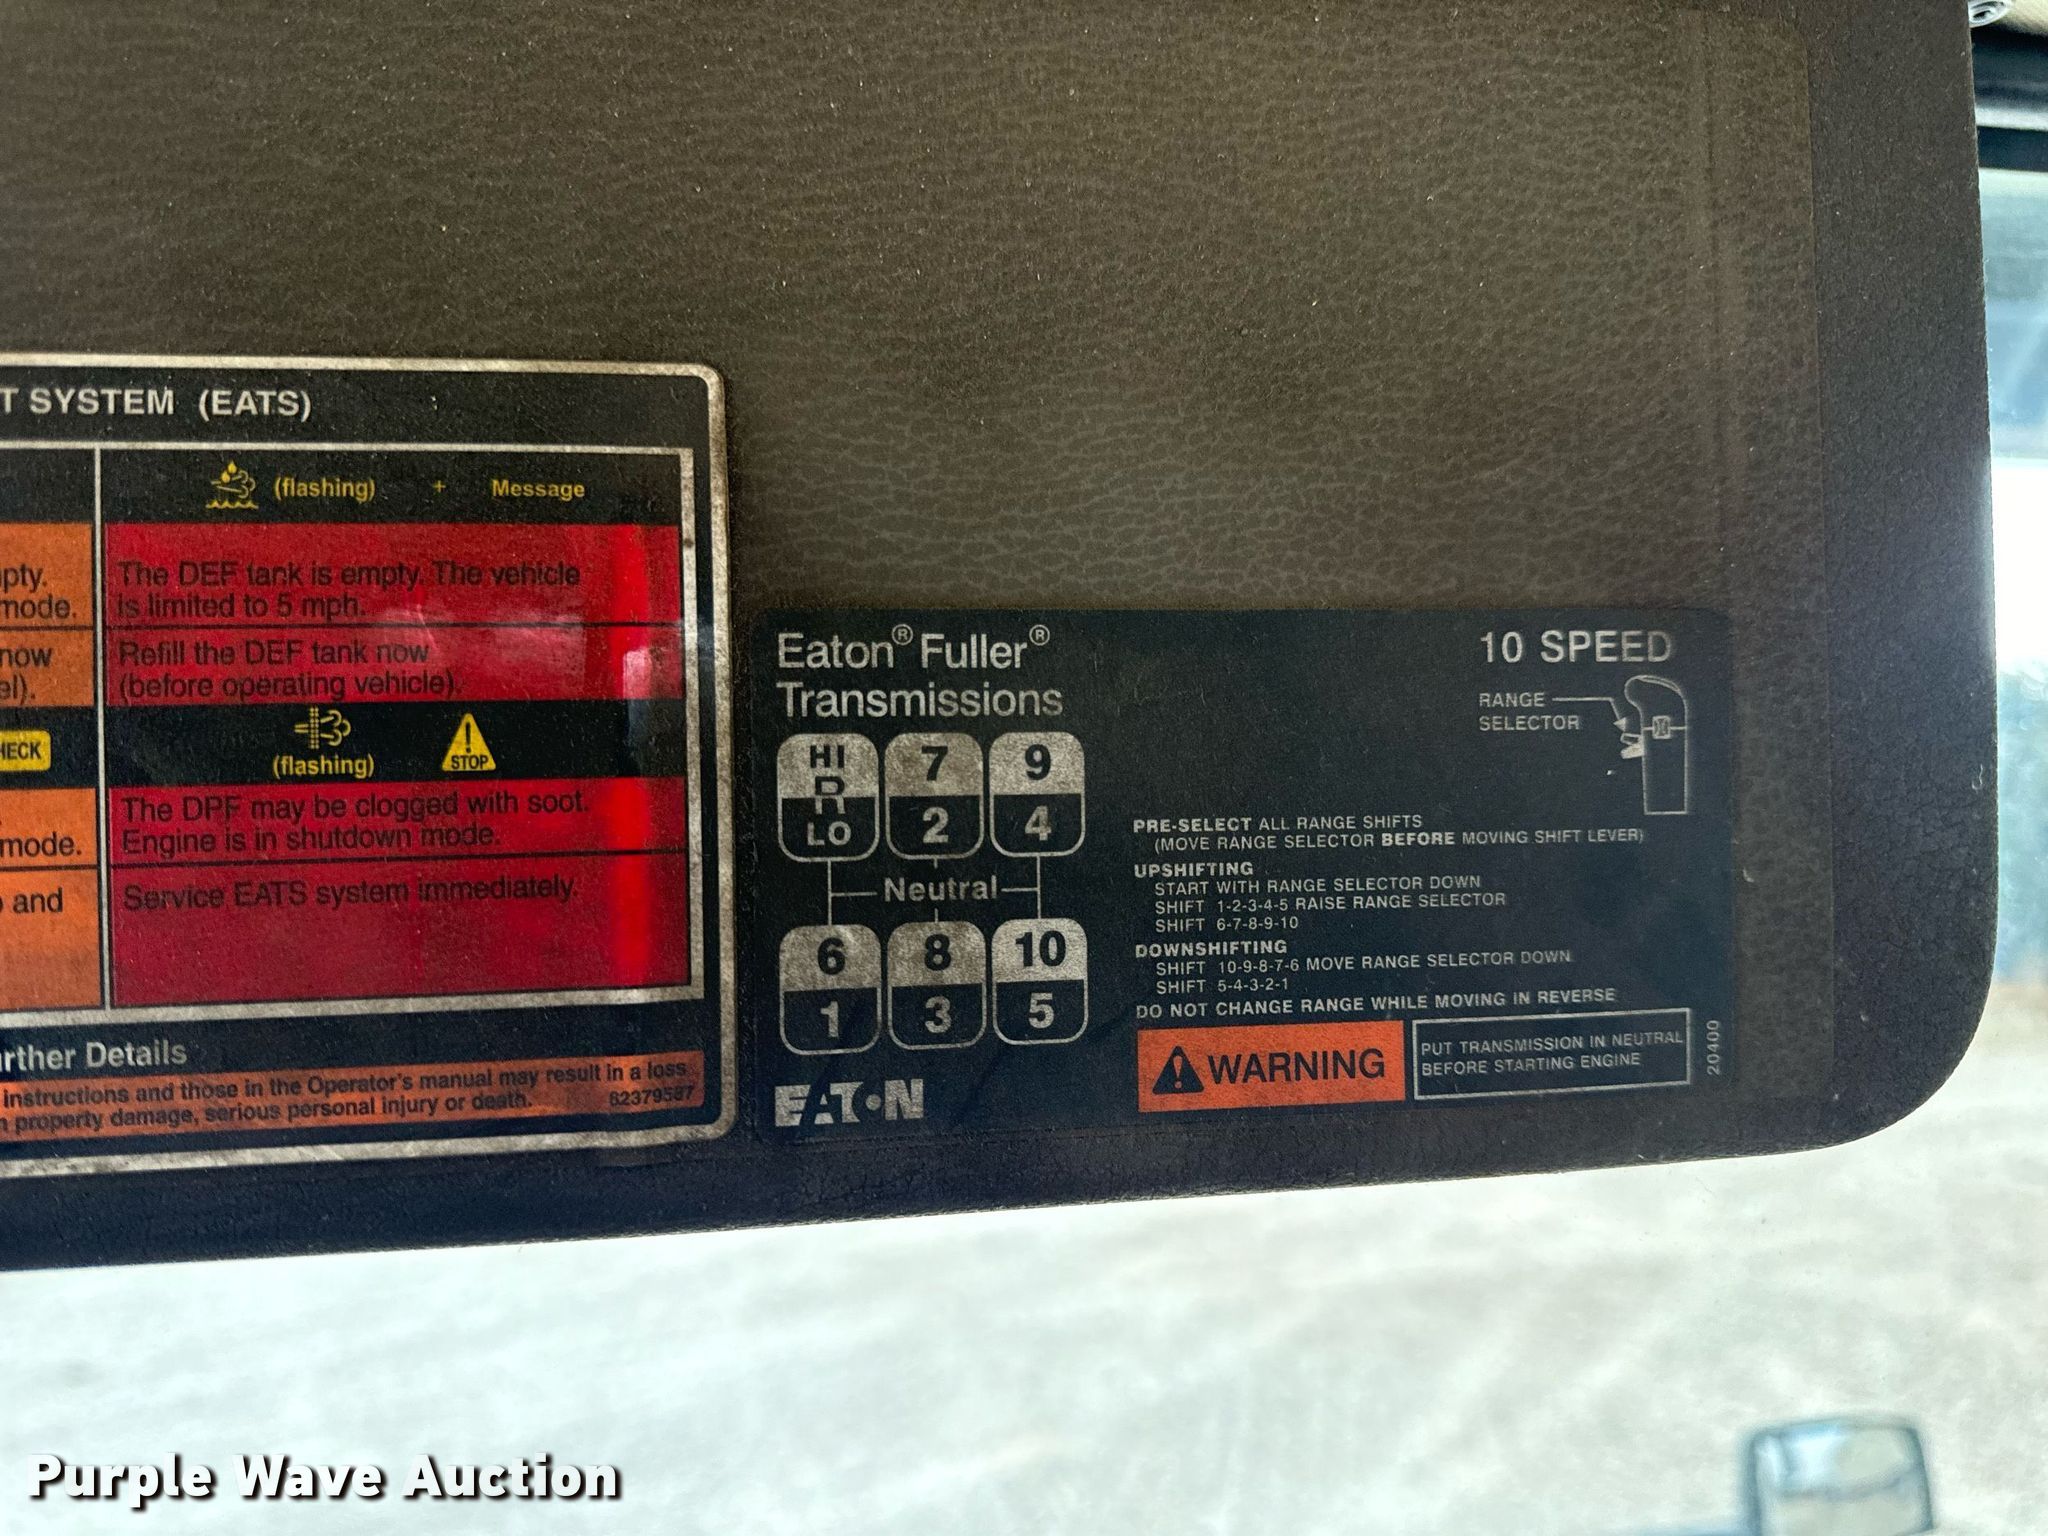 T SYSTEM (EATS)
(flashing) + Message
pty.
mode.
The DEF tank is empty. The vehicle
is limited to 5 mph.
now
el).
Refill the DEF tank now
(before operating vehicle).
HECK
(flashing)
STOP
mode.
The DPF may be clogged with soot.
Engine is in shutdown mode.
and
Service EATS system immediately.
rther Details
instructions and those in the Operator's manual may result in a loss
property damage, serious personal injury or death.
82379587
Eaton® Fuller®
Transmissions
10 SPEED
RANGE
SELECTOR
HI 7 9
R
LO 2 4
Neutral
6 8 10
1 3 5
EATON
PRE-SELECT ALL RANGE SHIFTS
(MOVE RANGE SELECTOR BEFORE MOVING SHIFT LEVER)
UPSHIFTING
START WITH RANGE SELECTOR DOWN
SHIFT 1-2-3-4-5 RAISE RANGE SELECTOR
SHIFT 6-7-8-9-10
DOWNSHIFTING
SHIFT 10-9-8-7-6 MOVE RANGE SELECTOR DOWN
SHIFT 5-4-3-2-1
DO NOT CHANGE RANGE WHILE MOVING IN REVERSE
WARNING
PUT TRANSMISSION IN NEUTRAL
BEFORE STARTING ENGINE
20400
Purple Wave Auction